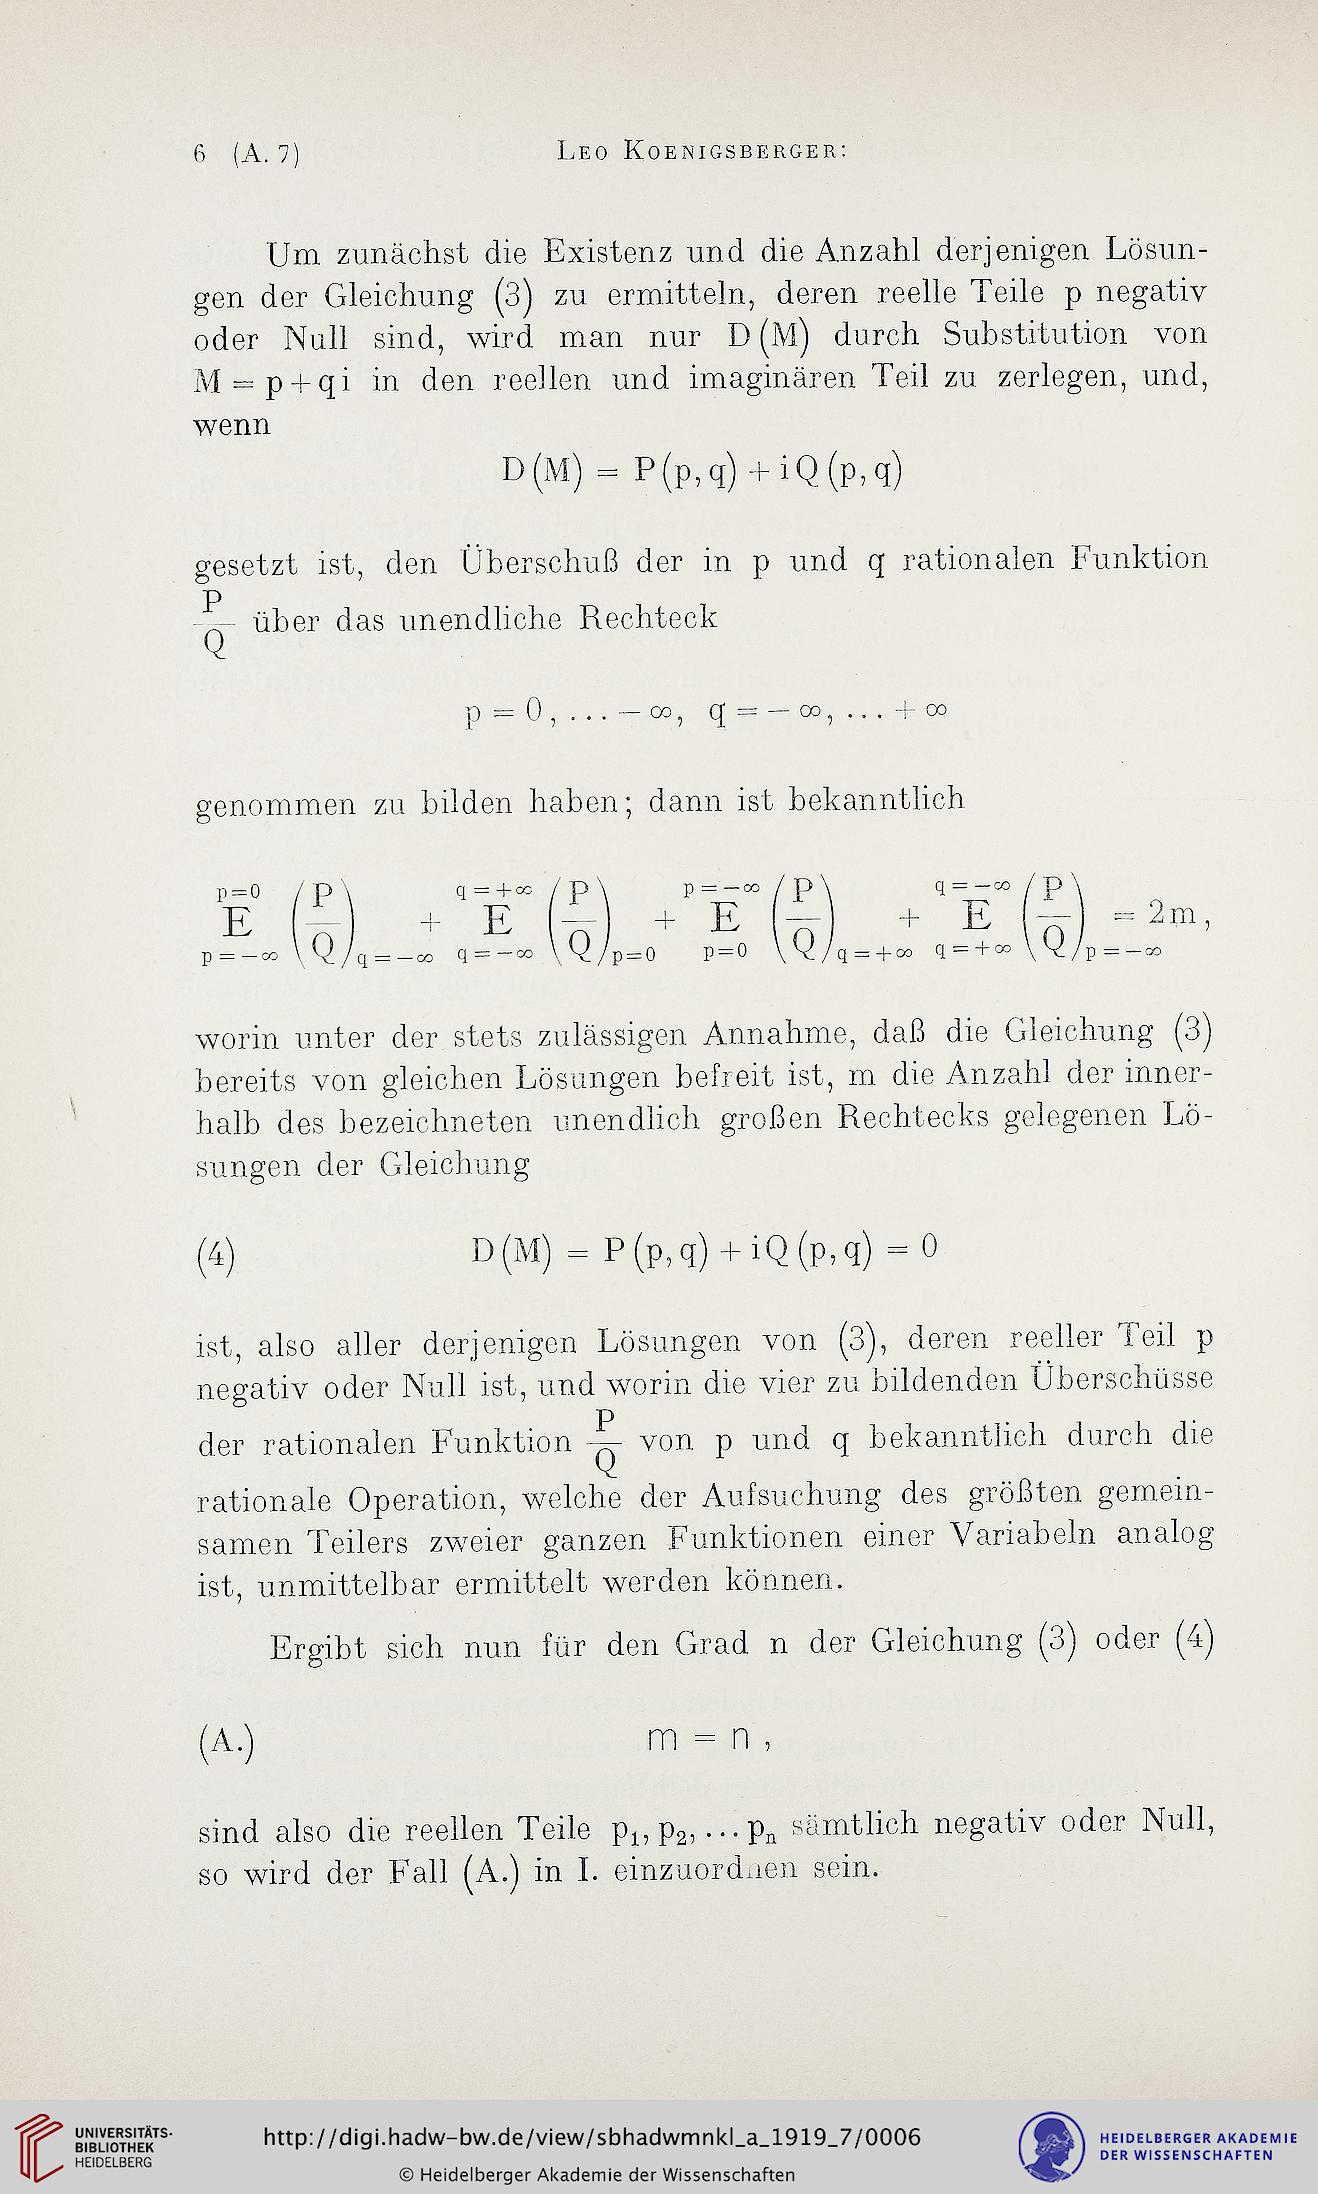 6 (A. 7)
LEO KOENIGSBERGER:
Um zunächst die Existenz und die Anzahl derjenigen Lösun-
gen der Gleichung (3) zu ermitteln, deren reelle Teile p negativ
oder Null sind, wird man nur D(M) durch Substitution von
M = p + qi in den reellen und imaginären Teil zu zerlegen, und,
wenn
D(M) = P(p, q) + iQ(p, q)
gesetzt ist, den Überschuß der in p und q rationalen Funktion
P/Q über das unendliche Rechteck
p = 0, ... — ∞, q = — ∞, ... + ∞
genommen zu bilden haben; dann ist bekanntlich
p=0 E p=—∞ (P/Q) q=—∞ + q=+∞ E q=—∞ (P/Q) p=0 + p=—∞ E p=0 (P/Q) q=+∞ + q=—∞ E q=+∞ (P/Q) p=—∞ = 2m,
worin unter der stets zulässigen Annahme, daß die Gleichung (3)
bereits von gleichen Lösungen befreit ist, m die Anzahl der inner-
halb des bezeichneten unendlich großen Rechtecks gelegenen Lö-
sungen der Gleichung
(4) D(M) = P(p, q) + iQ(p, q) = 0
ist, also aller derjenigen Lösungen von (3), deren reeller Teil p
negativ oder Null ist, und worin die vier zu bildenden Überschüsse
der rationalen Funktion P/Q von p und q bekanntlich durch die
rationale Operation, welche der Aufsuchung des größten gemein-
samen Teilers zweier ganzen Funktionen einer Variabeln analog
ist, unmittelbar ermittelt werden können.
Ergibt sich nun für den Grad n der Gleichung (3) oder (4)
(A.) m = n ,
sind also die reellen Teile p₁, p₂, ... pₙ sämtlich negativ oder Null,
so wird der Fall (A.) in I. einzuordnen sein.
UNIVERSITÄTS-
BIBLIOTHEK
HEIDELBERG
http://digi.hadw-bw.de/view/sbhadwmnkl_a_1919_7/0006
© Heidelberger Akademie der Wissenschaften
HEIDELBERGER AKADEMIE
DER WISSENSCHAFTEN